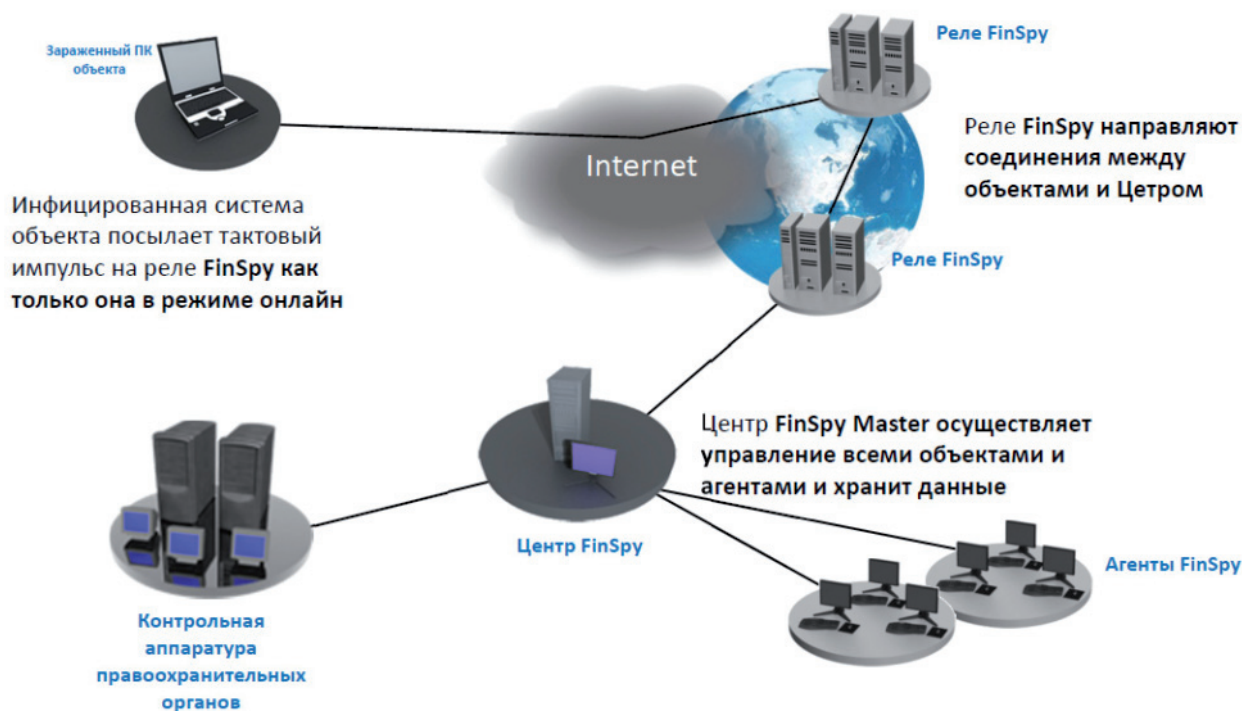 Зараженный ПК
объекта
Реле FinSpy
Internet
Реле FinSpy направляют
соединения между
объектами и Цетром
Инфицированная система
объекта посылает тактовый
импульс на реле FinSpy как
только она в режиме онлайн
Реле FinSpy
Центр FinSpy Master осуществляет
управление всеми объектами и
агентами и хранит данные
Центр FinSpy
Агенты FinSpy
Контрольная
аппаратура
правоохранительных
органов